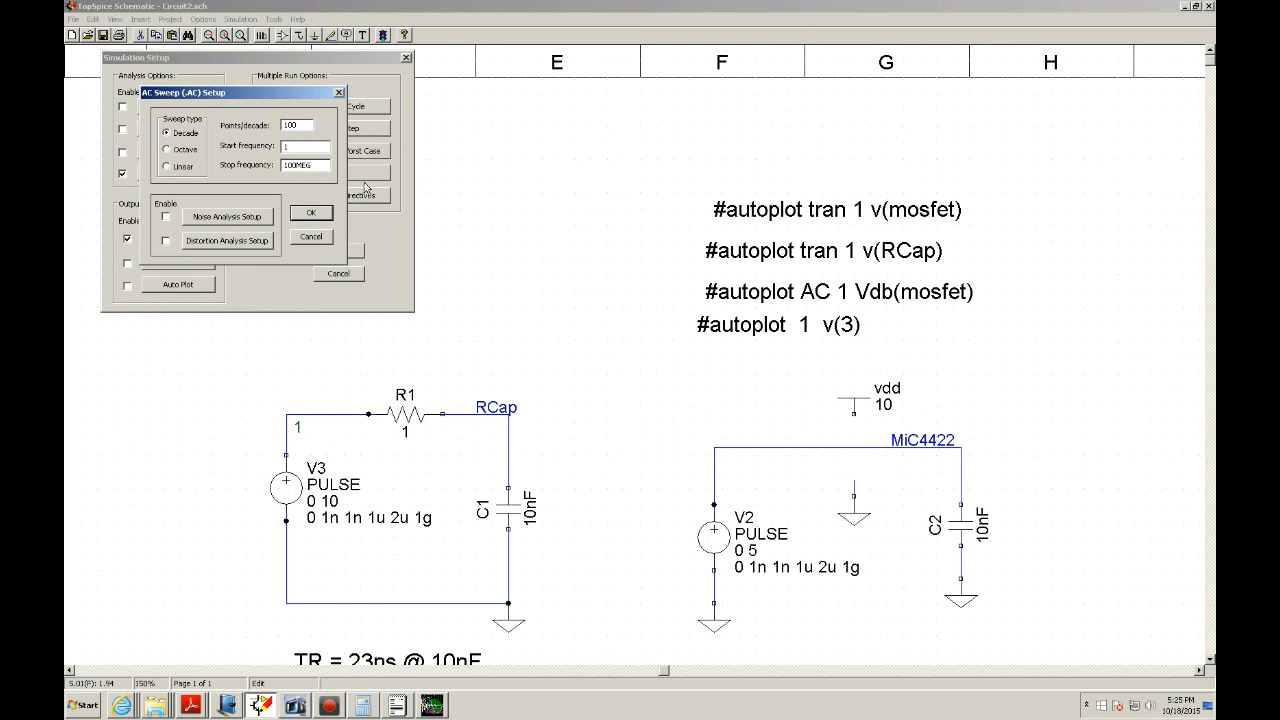 TopSpice Schematic - Circuit2.sch
File Edit View Insert Project Options Simulation Tools Help
E F G H
Simulation Setup
Analysis Options:
Multiple Run Options:
AC Sweep (.AC) Setup
Sweep type
Decade
Octave
Linear
Points/decade: 100
Start frequency: 1
Stop frequency: 100MEG
Enable
Noise Analysis Setup
Distortion Analysis Setup
OK
Cancel
Cancel
Auto Plot
#autoplot tran 1 v(mosfet)
#autoplot tran 1 v(RCap)
#autoplot AC 1 Vdb(mosfet)
#autoplot 1 v(3)
R1
1
RCap
1
V3
PULSE
0 10
0 1n 1n 1u 2u 1g
C1
10nF
vdd
10
MiC4422
V2
PULSE
0 5
0 1n 1n 1u 2u 1g
C2
10nF
TR = 23ns @ 10nF
5.01(F): 1.94 150% Page 1 of 1 Edit
Start
5:25 PM
10/18/2015